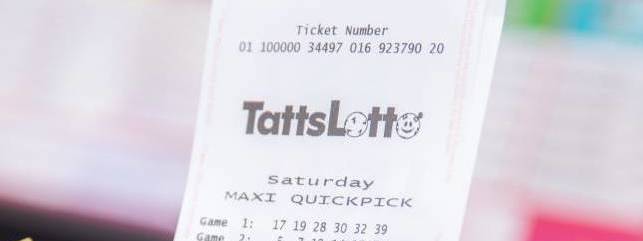 Ticket Number
01 100000 34497 016 923790 20
TattsLotto
Saturday
MAXI QUICKPICK
Game 1: 17 19 28 30 32 39
Game 2: